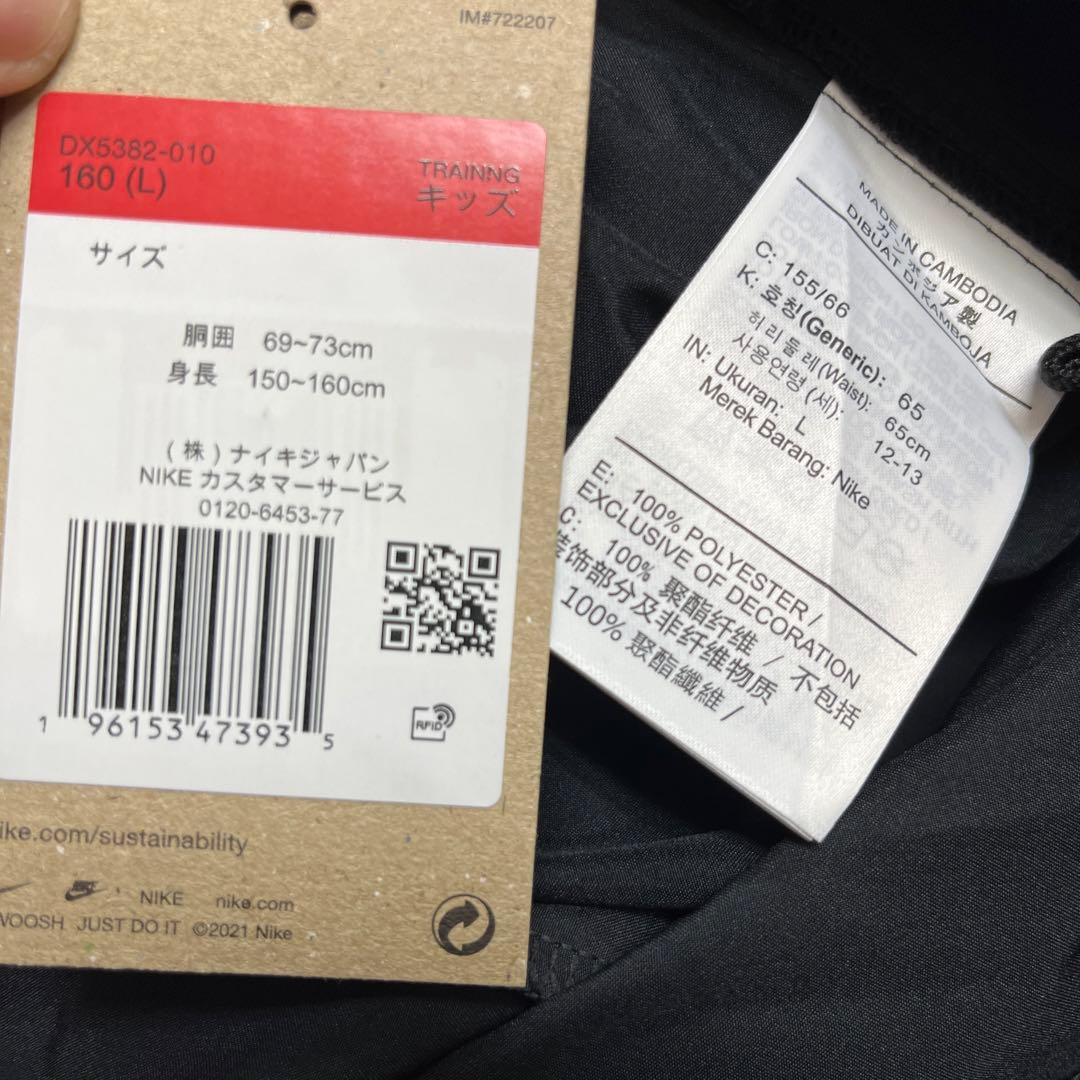 IM#722207
DX5382-010
160 (L)
TRAINNG
キッズ
サイズ
胴囲 69~73cm
身長 150~160cm
(株)ナイキジャパン
NIKE カスタマーサービス
0120-6453-77
1 96153 47393 5
RFID
ike.com/sustainability
NIKE nike.com
WOOSH JUST DO IT ©2021 Nike
MADE IN CAMBODIA
カンボジア製
DIBUAT DI KAMBOJA
C: 155/66
K: 호칭(Generic): 65
허리둘레(Waist): 65cm
사용연령 (세): 12-13
IN: Ukuran: L
Merek Barang: Nike
E: 100% POLYESTER /
EXCLUSIVE OF DECORATION
C: 100% 聚酯纤维 / 不包括
装饰部分及非纤维物质
100% 聚酯纖維 /